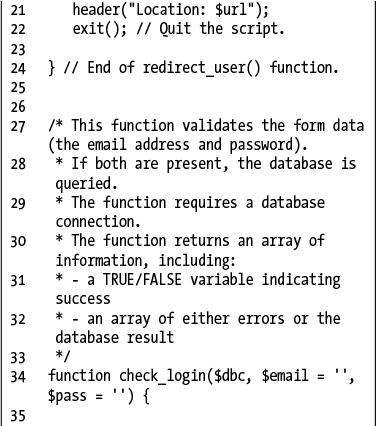 21 header("Location: $url");
22 exit(); // Quit the script.
23
24 } // End of redirect_user() function.
25
26
27 /* This function validates the form data
(the email address and password).
28 * If both are present, the database is
queried.
29 * The function requires a database
connection.
30 * The function returns an array of
information, including:
31 * - a TRUE/FALSE variable indicating
success
32 * - an array of either errors or the
database result
33 */
34 function check_login($dbc, $email = '',
$pass = '') {
35